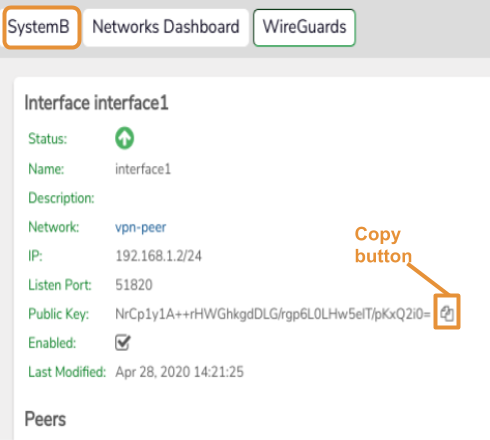 SystemB Networks Dashboard WireGuards
Interface interface1
Status:
Name: interface1
Description:
Network: vpn-peer
IP: 192.168.1.2/24
Copy
button
Listen Port: 51820
Public Key: NrCp1y1A++rHWGhkgdDLG/rgp6L0LHw5eIT/pKxQ2i0=
Enabled:
Last Modified: Apr 28, 2020 14:21:25
Peers